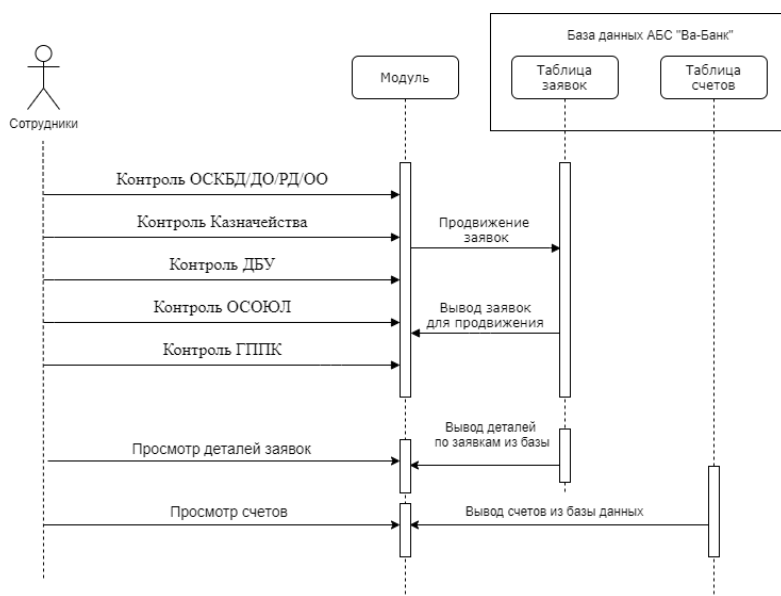 База данных АБС "Ва-Банк"
Модуль
Таблица
заявок
Таблица
счетов
Сотрудники
Контроль ОСКБД/ДО/РД/ОО
Контроль Казначейства
Продвижение
заявок
Контроль ДБУ
Контроль ОСОЮЛ
Вывод заявок
для продвижения
Контроль ГППК
Вывод деталей
по заявкам из базы
Просмотр деталей заявок
Просмотр счетов
Вывод счетов из базы данных